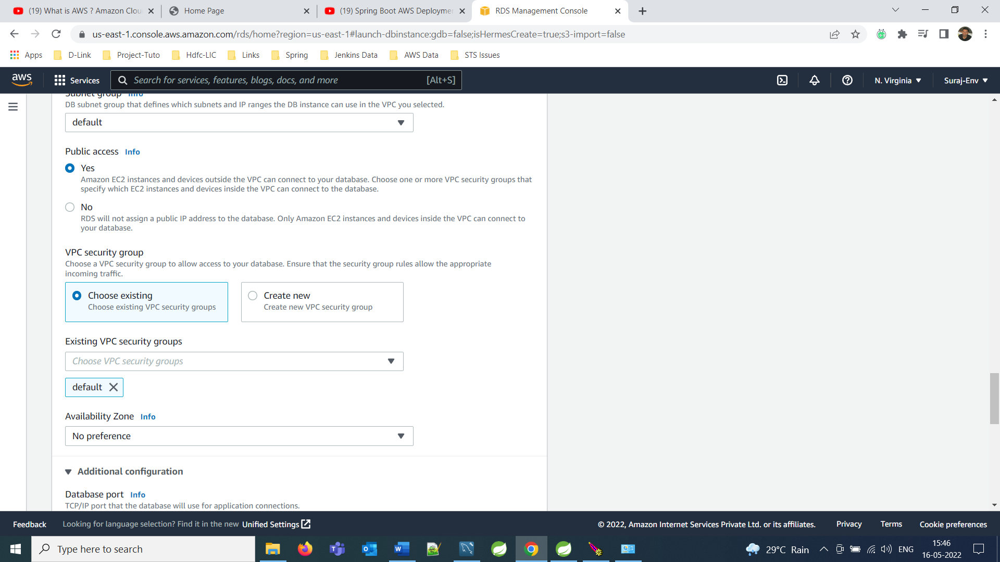 (19) What is AWS ? Amazon Clou
Home Page
(19) Spring Boot AWS Deployme
RDS Management Console
us-east-1.console.aws.amazon.com/rds/home?region=us-east-1#launch-dbinstance:gdb=false;isHermesCreate=true;s3-import=false
Apps
D-Link
Project-Tuto
Hdfc-LIC
Links
Spring
Jenkins Data
AWS Data
STS Issues
aws
Services
Search for services, features, blogs, docs, and more
[Alt+S]
N. Virginia
Suraj-Env
Subnet group Info
DB subnet group that defines which subnets and IP ranges the DB instance can use in the VPC you selected.
default
Public access Info
Yes
Amazon EC2 instances and devices outside the VPC can connect to your database. Choose one or more VPC security groups that
specify which EC2 instances and devices inside the VPC can connect to the database.
No
RDS will not assign a public IP address to the database. Only Amazon EC2 instances and devices inside the VPC can connect to
your database.
VPC security group
Choose a VPC security group to allow access to your database. Ensure that the security group rules allow the appropriate
incoming traffic.
Choose existing
Choose existing VPC security groups
Create new
Create new VPC security group
Existing VPC security groups
Choose VPC security groups
default
Availability Zone Info
No preference
Additional configuration
Database port Info
TCP/IP port that the database will use for application connections.
Feedback
Looking for language selection? Find it in the new Unified Settings
© 2022, Amazon Internet Services Private Ltd. or its affiliates.
Privacy
Terms
Cookie preferences
Type here to search
29°C Rain
ENG
15:46
16-05-2022